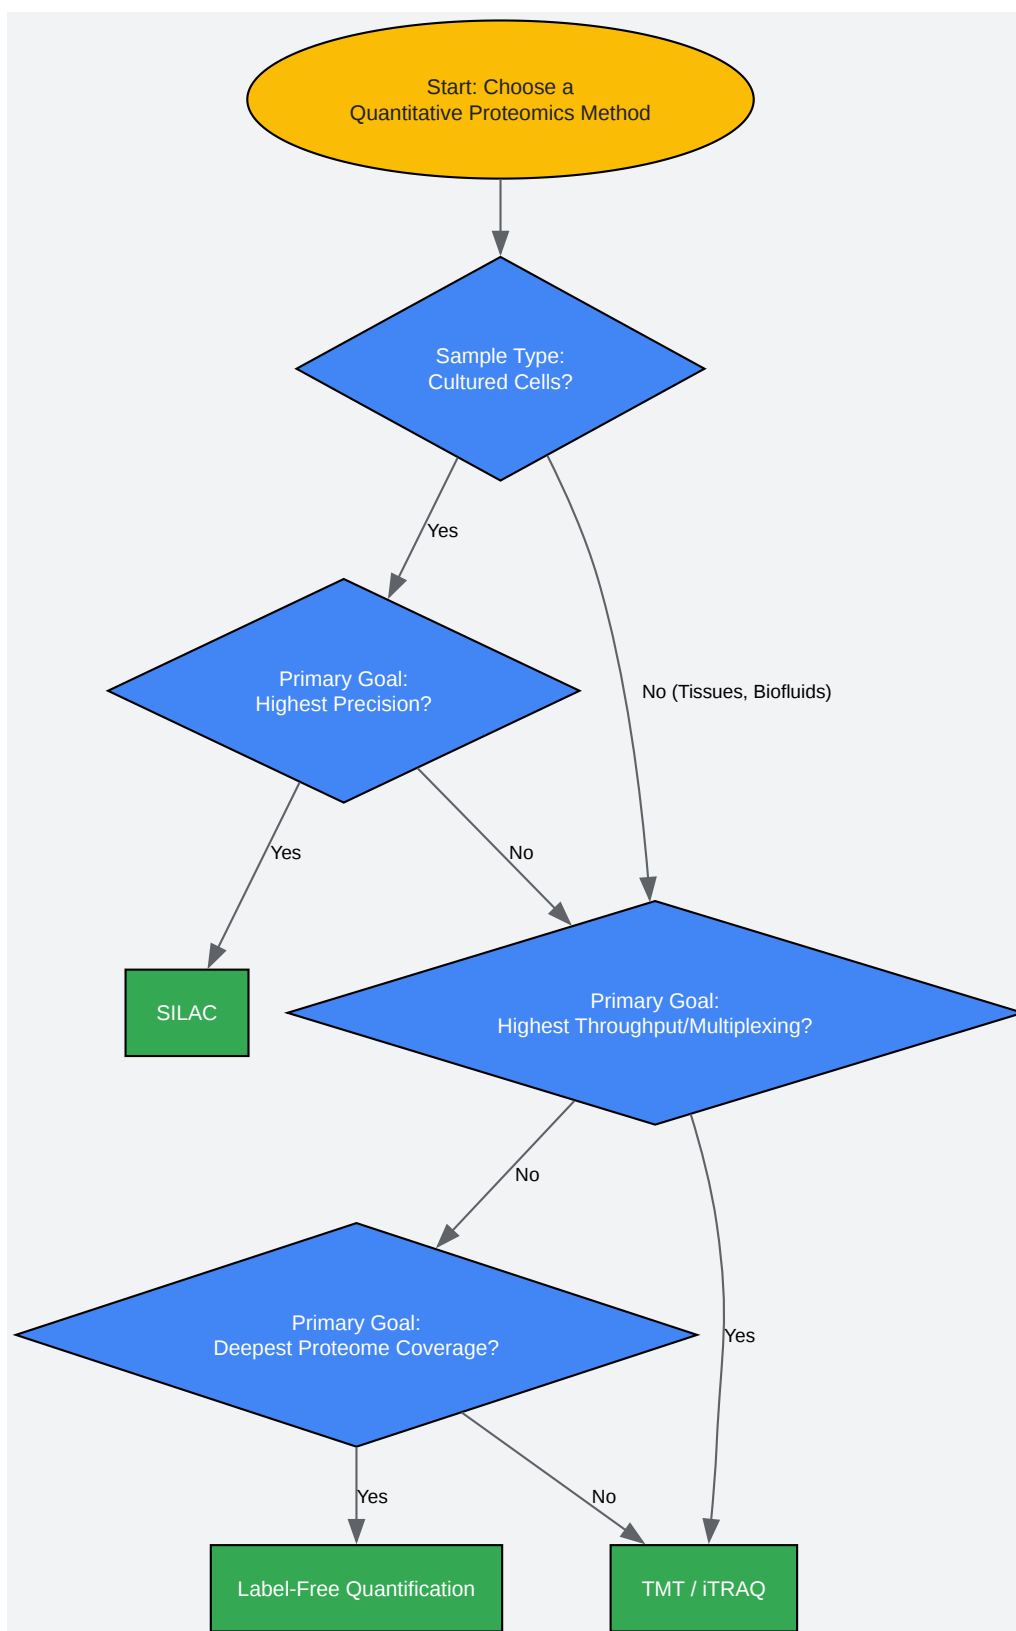 Start: Choose a
Quantitative Proteomics Method
Sample Type:
Cultured Cells?
Yes
Primary Goal:
Highest Precision?
No (Tissues, Biofluids)
Yes
No
SILAC
Primary Goal:
Highest Throughput/Multiplexing?
No
Primary Goal:
Deepest Proteome Coverage?
Yes
Yes
No
Label-Free Quantification
TMT / iTRAQ